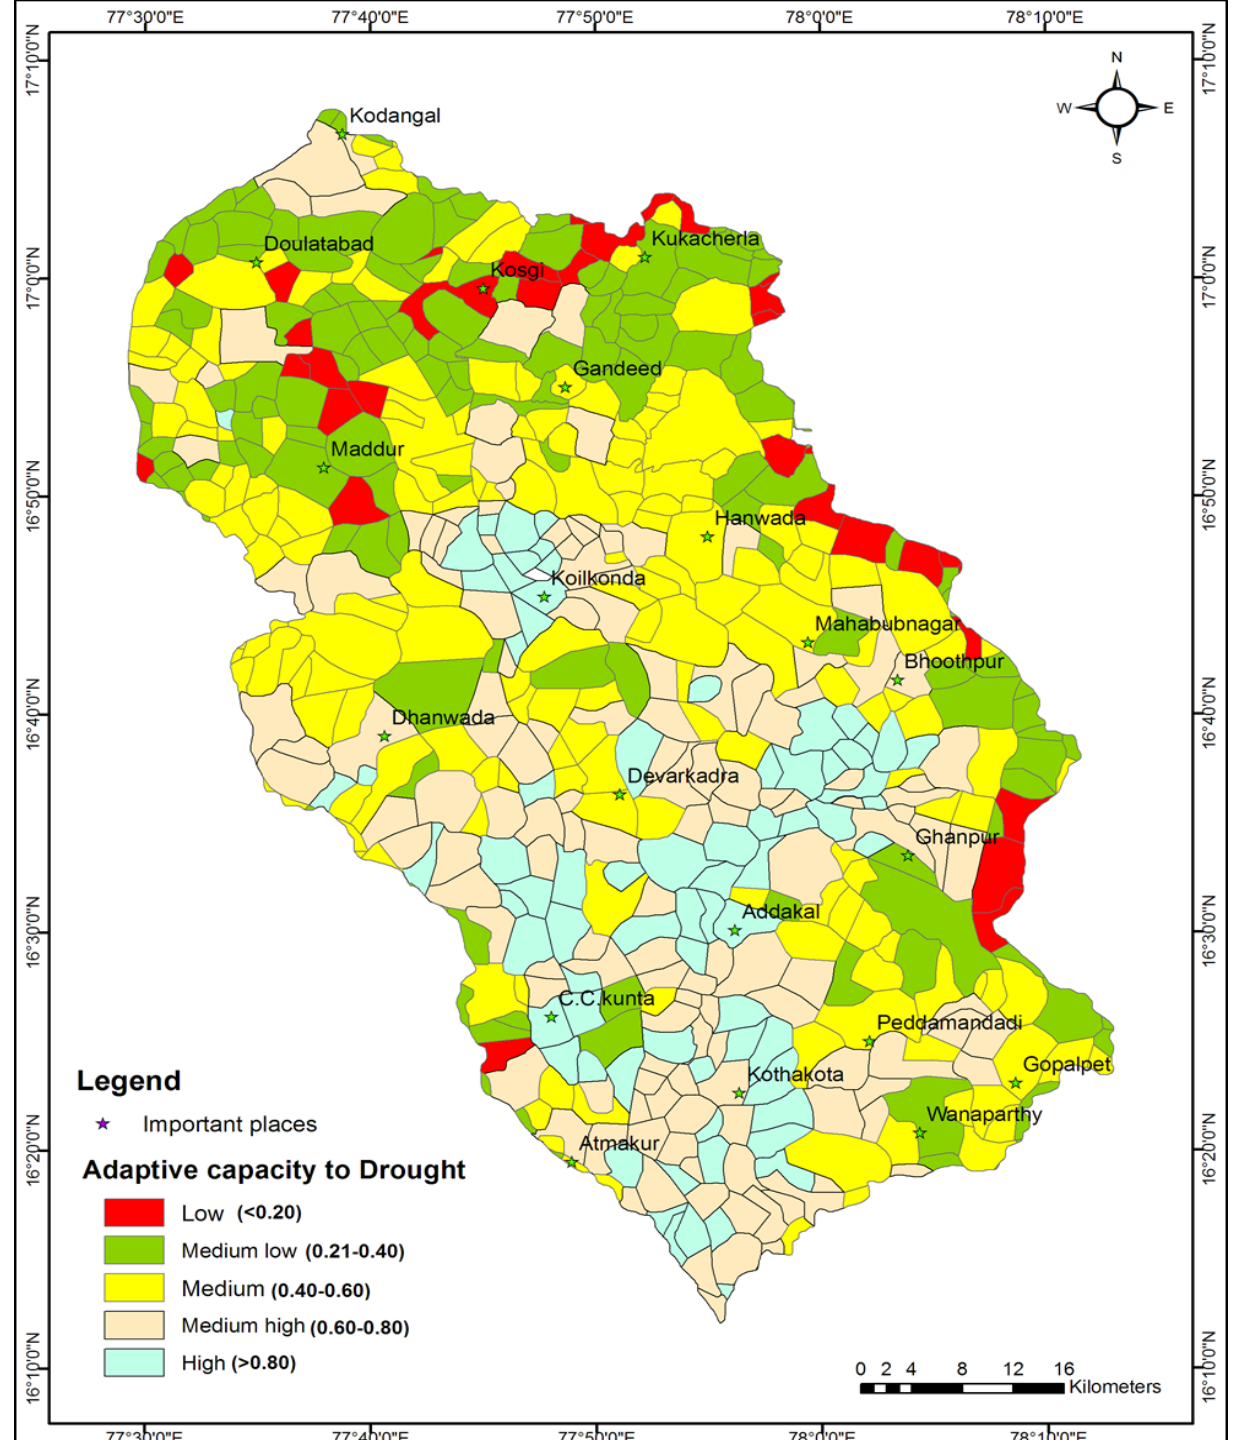 77°30'0"E 77°40'0"E 77°50'0"E 78°0'0"E 78°10'0"E
17°10'0"N 17°10'0"N
N
W E
S
Kodangal
Kukacherla
Doulatabad
Kosgi
17°0'0"N 17°0'0"N
Gandeed
Maddur
16°50'0"N 16°50'0"N
Hanwada
Koilkonda
Mahabubnagar
Bhoothpur
16°40'0"N 16°40'0"N
Dhanwada
Devarkadra
Ghanpur
Addakal
16°30'0"N 16°30'0"N
C.C.kunta
Peddamandadi
Gopalpet
Kothakota
Wanaparthy
Atmakur
16°20'0"N 16°20'0"N
Legend
Important places
Adaptive capacity to Drought
Low (<0.20)
Medium low (0.21-0.40)
Medium (0.40-0.60)
Medium high (0.60-0.80)
High (>0.80)
16°10'0"N 16°10'0"N
0 2 4 8 12 16
Kilometers
77°30'0"E 77°40'0"E 77°50'0"E 78°0'0"E 78°10'0"E